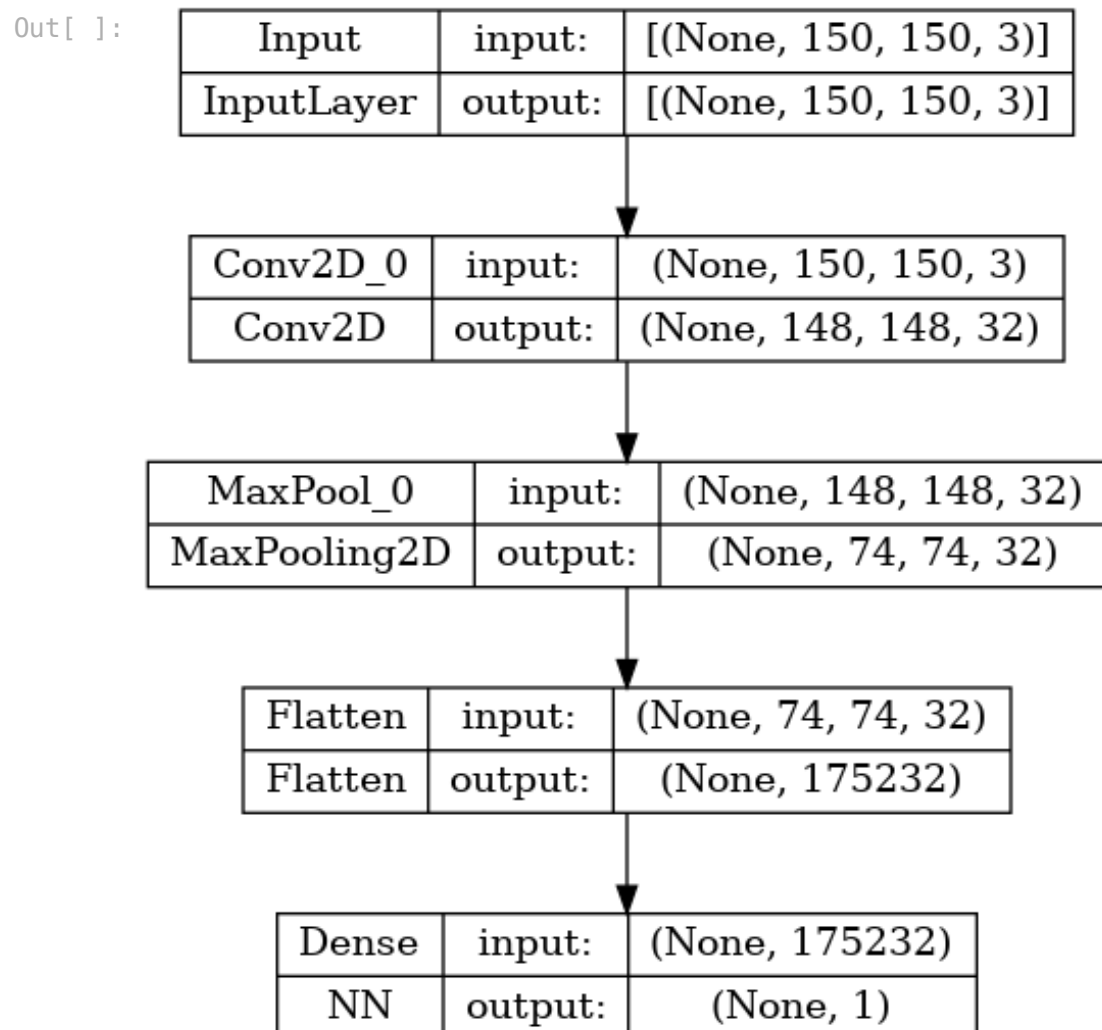 Out[ ]:
Input input: [(None, 150, 150, 3)]
InputLayer output: [(None, 150, 150, 3)]
Conv2D_0 input: (None, 150, 150, 3)
Conv2D output: (None, 148, 148, 32)
MaxPool_0 input: (None, 148, 148, 32)
MaxPooling2D output: (None, 74, 74, 32)
Flatten input: (None, 74, 74, 32)
Flatten output: (None, 175232)
Dense input: (None, 175232)
NN output: (None, 1)